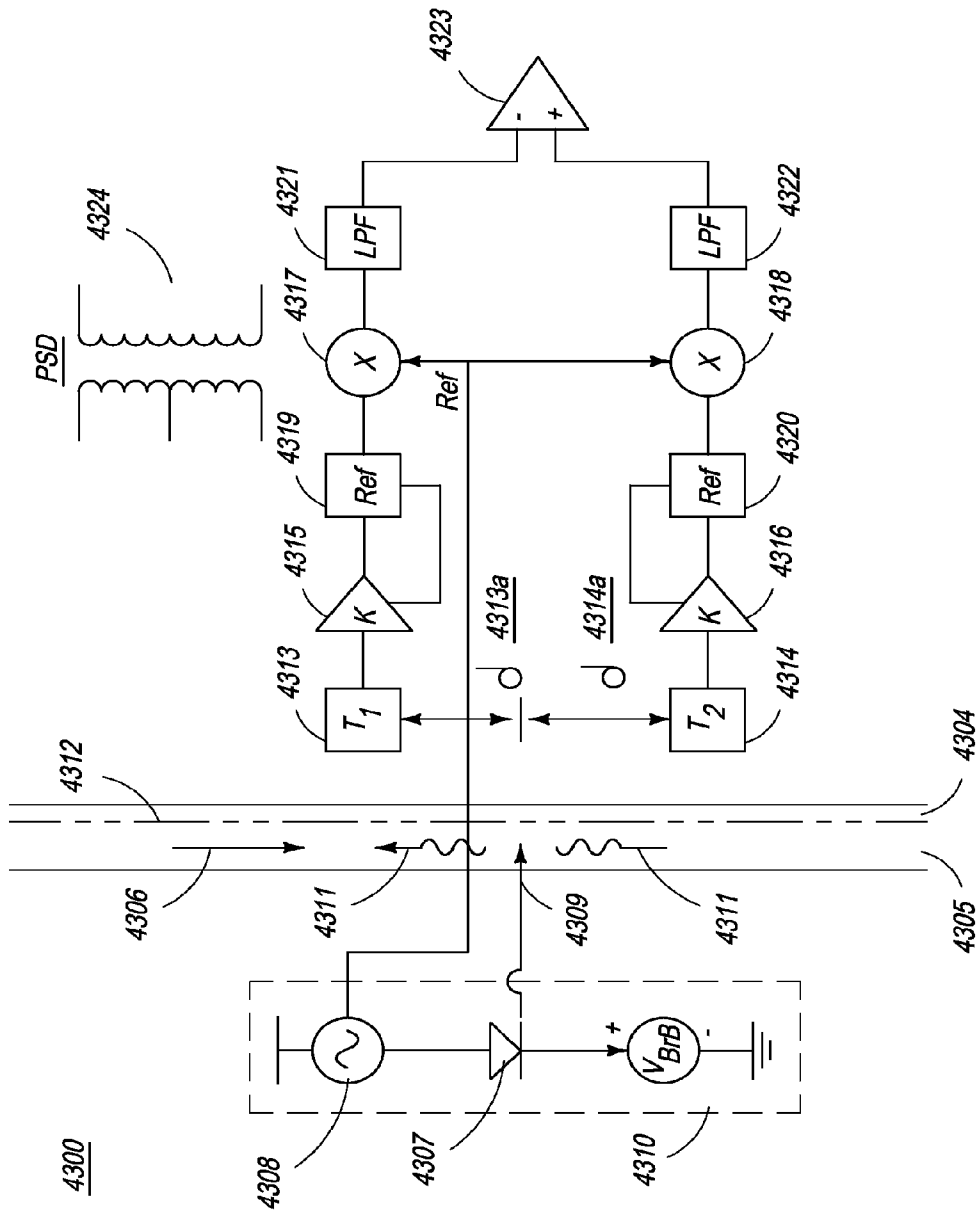 4300
4308
4307
4310
V_BrB
+
-
4306
4311
4309
4311
4305
4304
4312
4313
T1
4315
K
4319
Ref
4317
X
4321
LPF
4323
-
+
PSD
4324
Ref
4313a
4314a
4314
T2
4316
K
4320
Ref
4318
X
4322
LPF